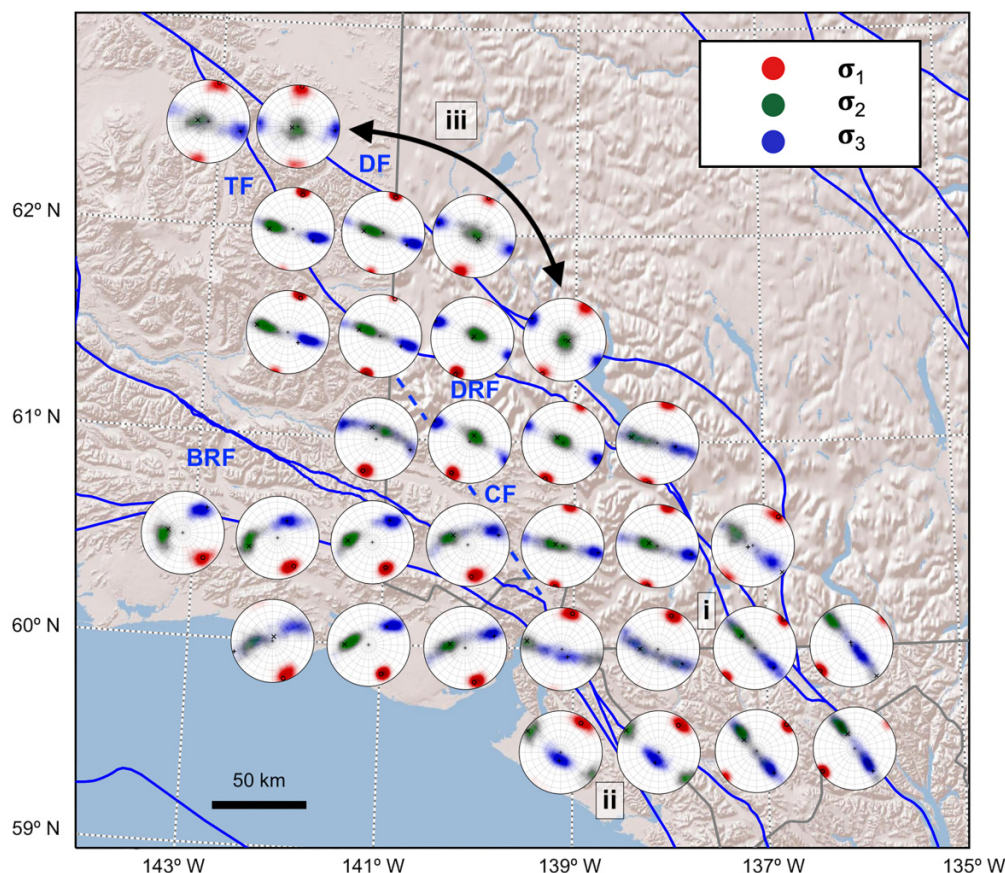 σ1
σ2
σ3
iii
DF
TF
62° N
DRF
61° N
BRF
CF
60° N
i
50 km
ii
59° N
143° W
141° W
139° W
137° W
135° W